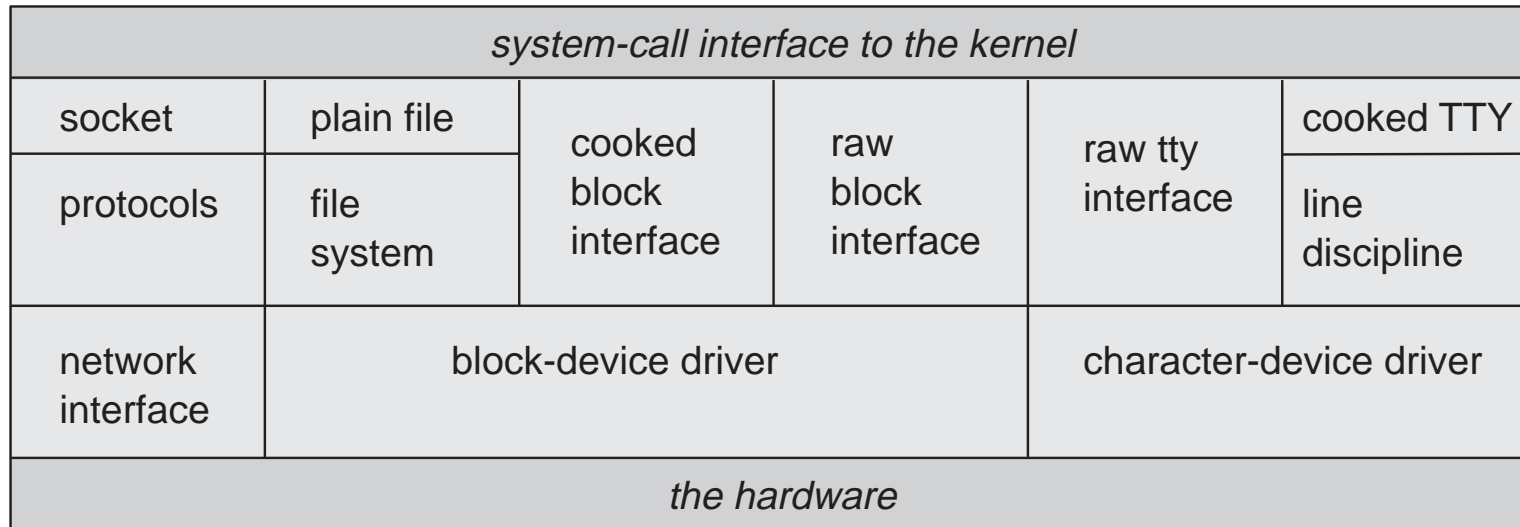 system-call interface to the kernel
socket
plain file
cooked
block
interface
raw
block
interface
raw tty
interface
cooked TTY
protocols
file
system
line
discipline
network
interface
block-device driver
character-device driver
the hardware